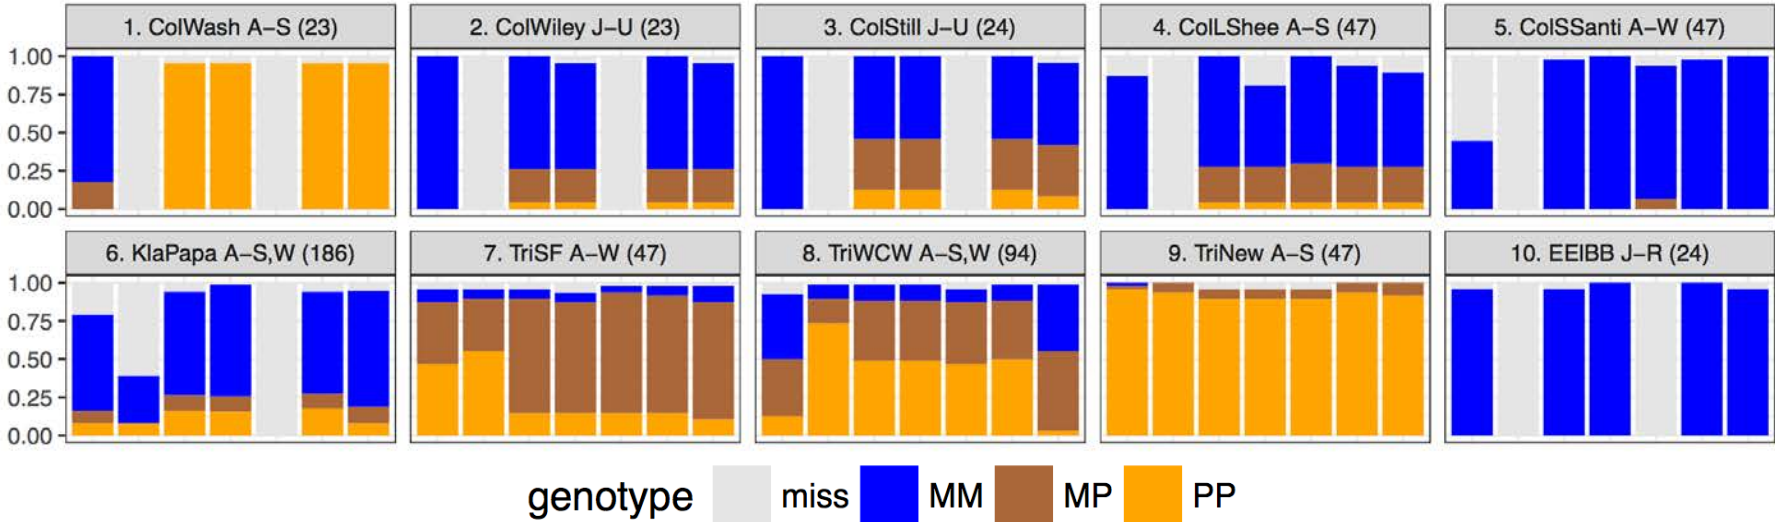 1. ColWash A−S (23)
2. ColWiley J−U (23)
3. ColStill J−U (24)
4. ColLShee A−S (47)
5. ColSSanti A−W (47)
1.00
0.75
0.50
0.25
0.00
6. KlaPapa A−S,W (186)
7. TriSF A−W (47)
8. TriWCW A−S,W (94)
9. TriNew A−S (47)
10. EElBB J−R (24)
1.00
0.75
0.50
0.25
0.00
genotype miss MM MP PP